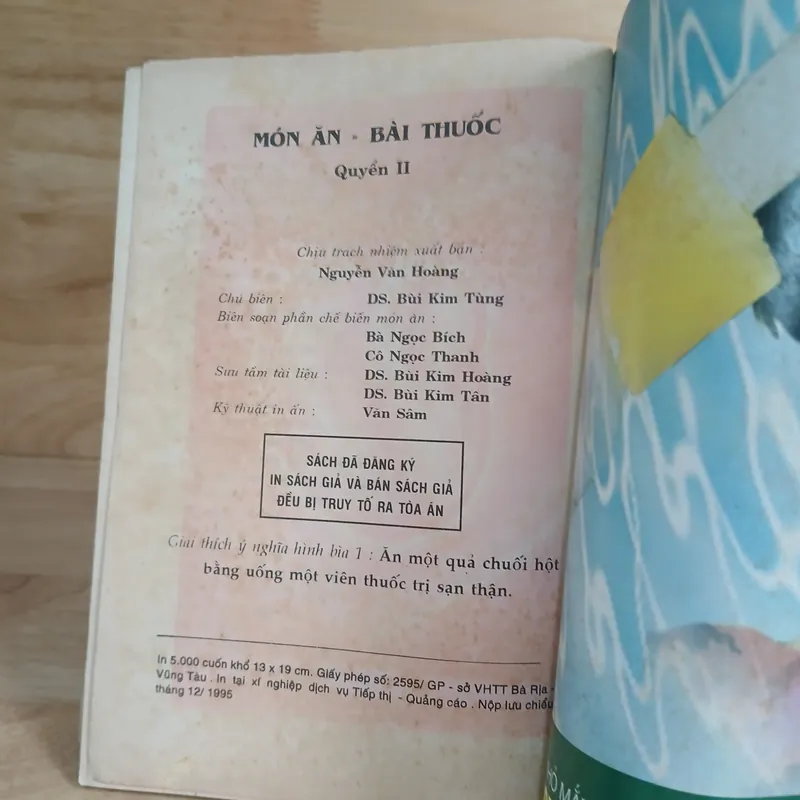 MÓN ĂN - BÀI THUỐC
Quyển II
Chịu trách nhiệm xuất bản :
Nguyễn Văn Hoàng
Chủ biên : DS. Bùi Kim Tùng
Biên soạn phần chế biến món ăn :
Bà Ngọc Bích
Cô Ngọc Thanh
Sưu tầm tài liệu : DS. Bùi Kim Hoàng
DS. Bùi Kim Tân
Kỹ thuật in ấn : Văn Sâm
SÁCH ĐÃ ĐĂNG KÝ
IN SÁCH GIẢ VÀ BÁN SÁCH GIẢ
ĐỀU BỊ TRUY TỐ RA TÒA ÁN
Giải thích ý nghĩa hình bìa 1 : Ăn một quả chuối hột
bằng uống một viên thuốc trị sạn thận.
In 5.000 cuốn khổ 13 x 19 cm. Giấy phép số: 2595/ GP - sở VHTT Bà Rịa -
Vũng Tàu . In tại xí nghiệp dịch vụ Tiếp thị - Quảng cáo . Nộp lưu chiểu
tháng 12/ 1995